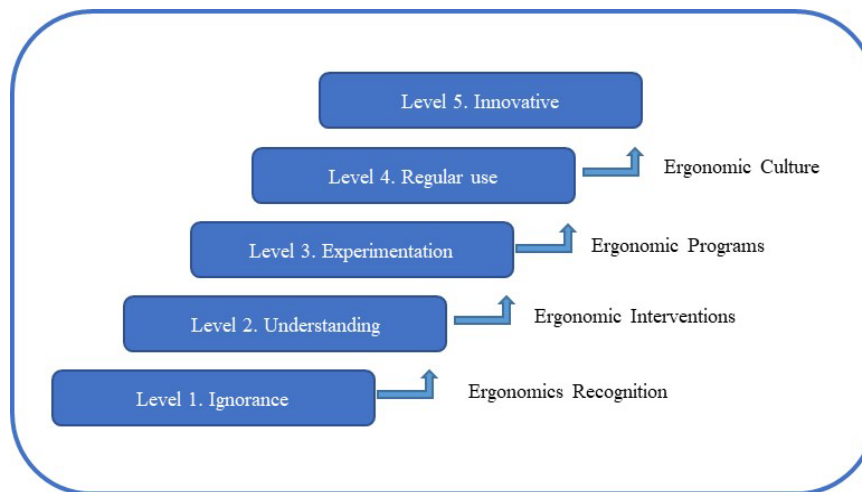 Level 5. Innovative
Level 4. Regular use
Ergonomic Culture
Level 3. Experimentation
Ergonomic Programs
Level 2. Understanding
Ergonomic Interventions
Level 1. Ignorance
Ergonomics Recognition